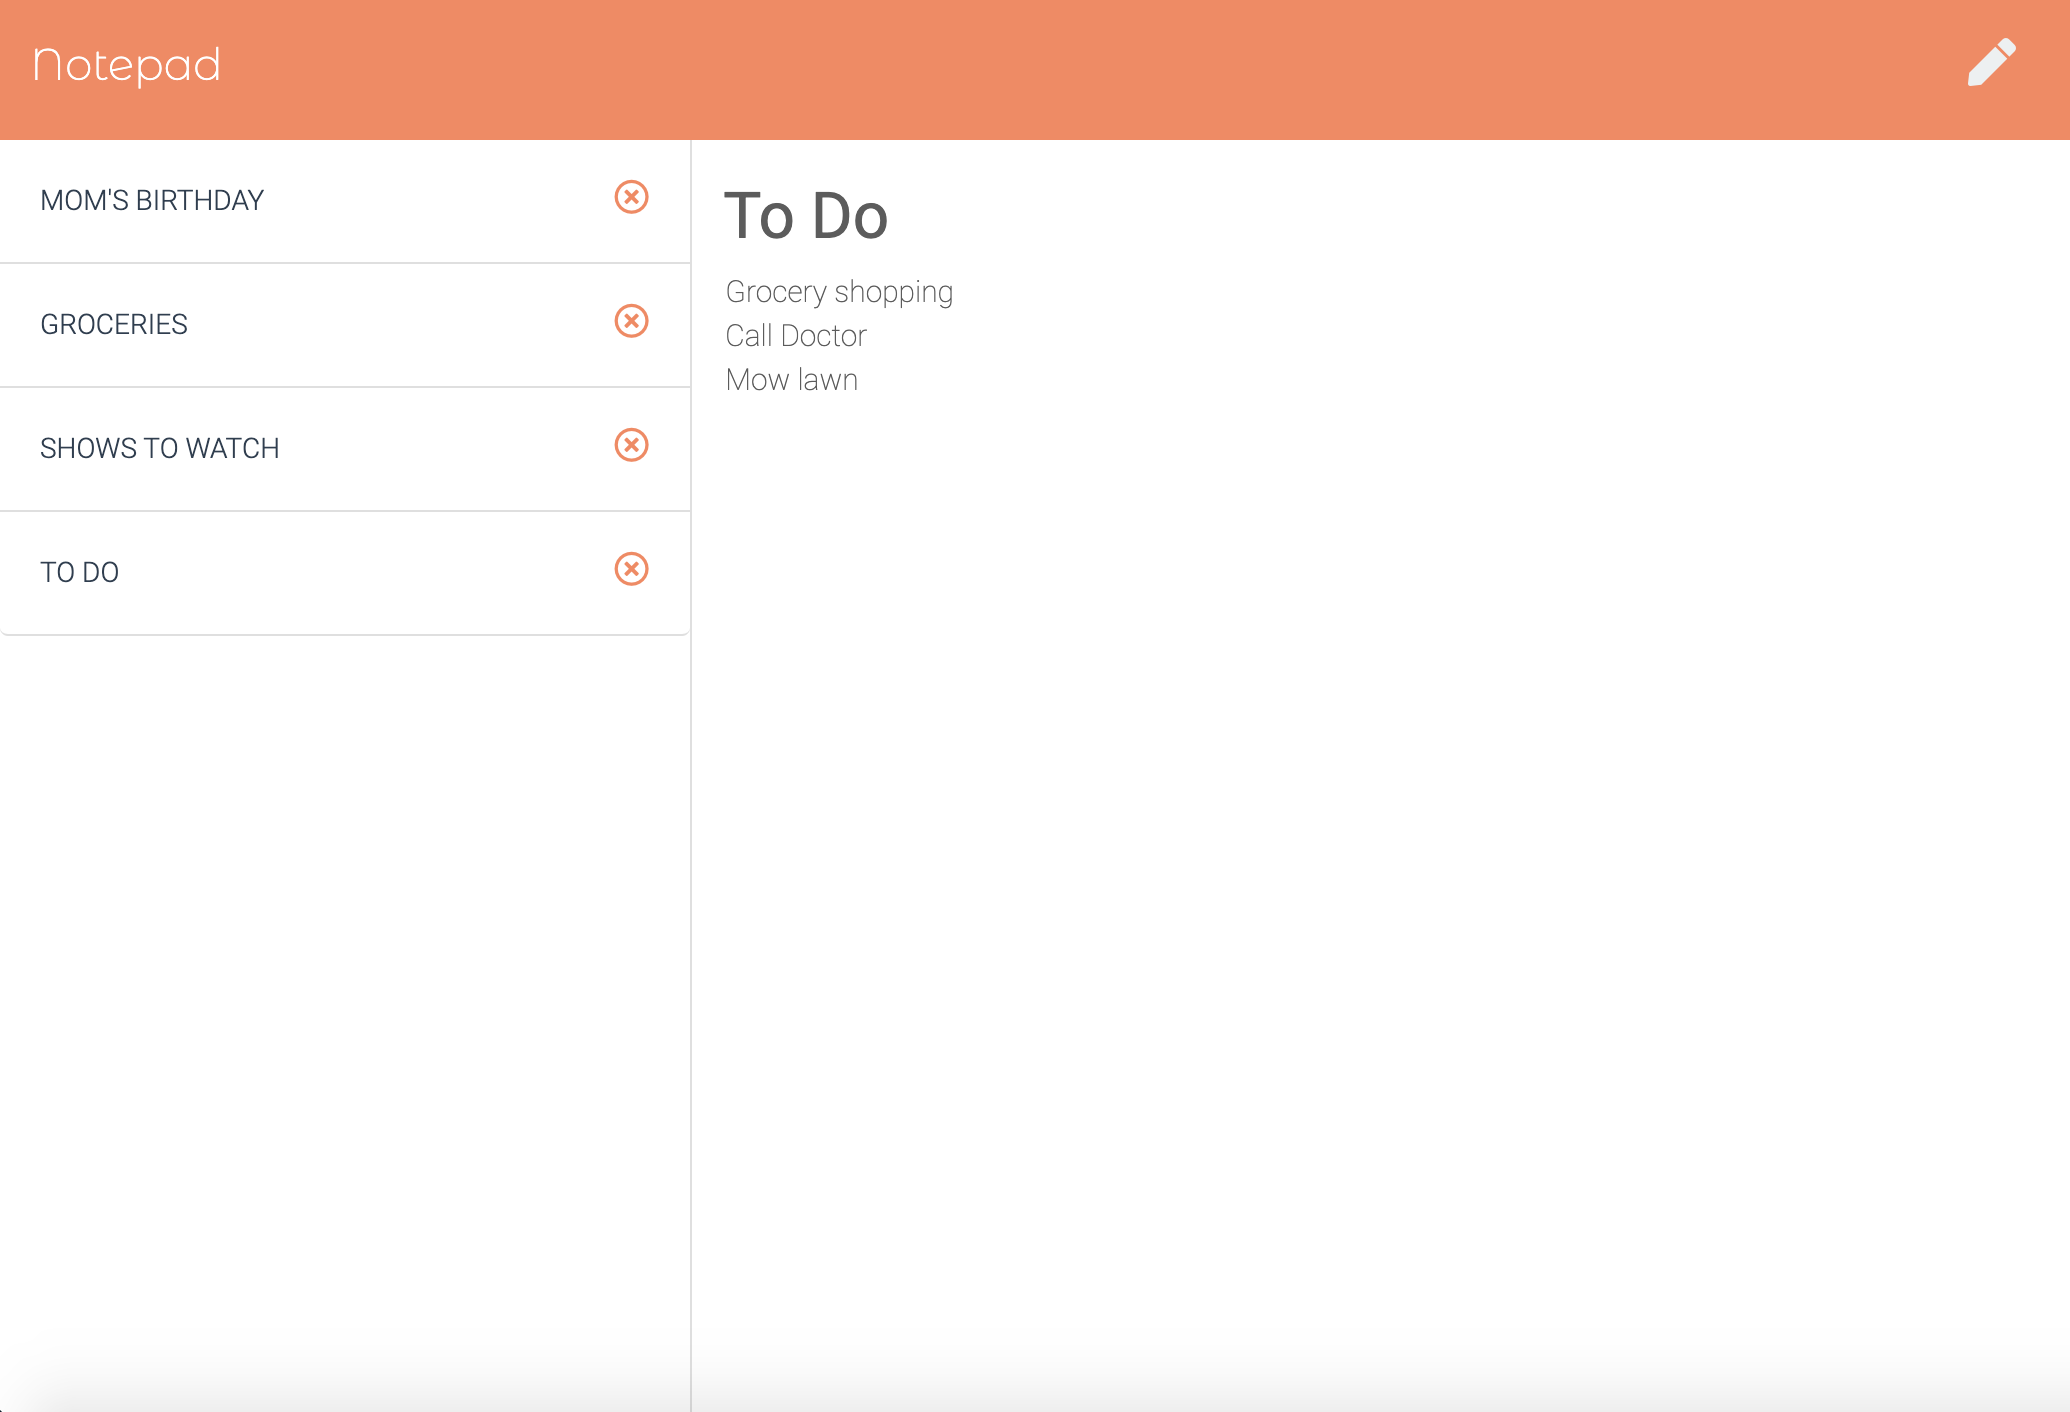 Notepad
MOM'S BIRTHDAY
GROCERIES
SHOWS TO WATCH
TO DO
To Do
Grocery shopping
Call Doctor
Mow lawn